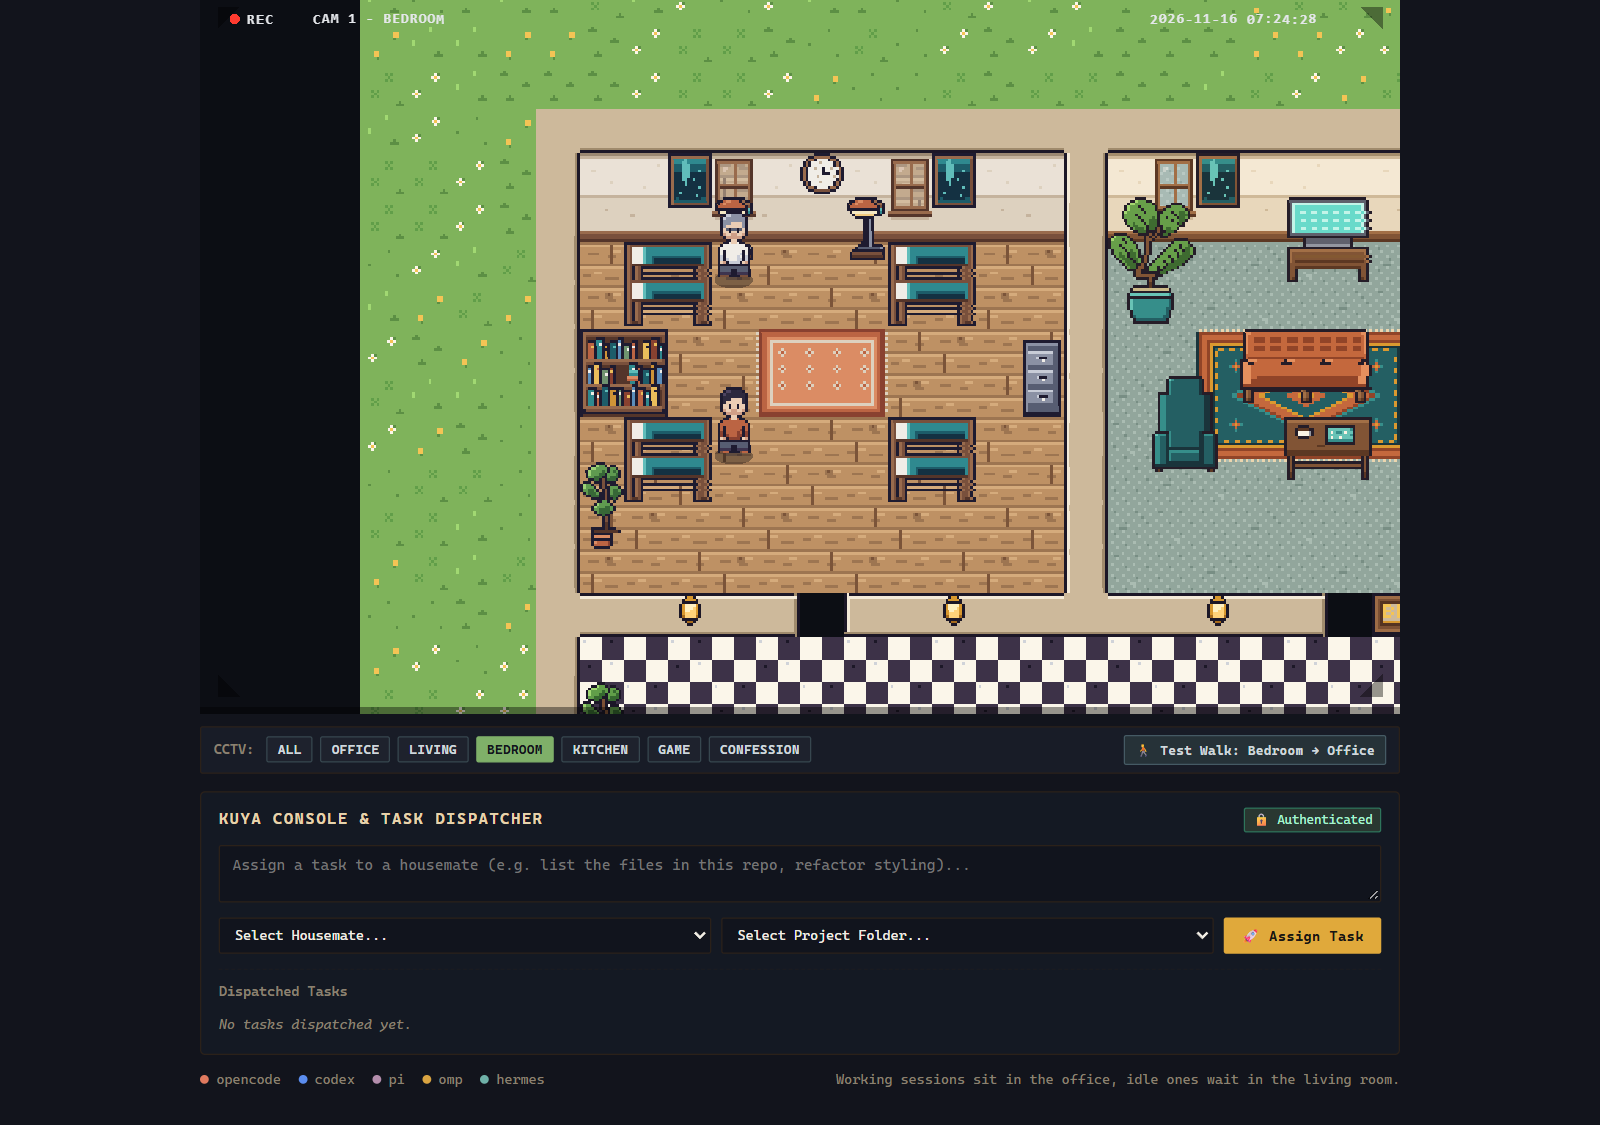 REC CAM 1 - BEDROOM 2026-11-16 07:24:28
CCTV: ALL OFFICE LIVING BEDROOM KITCHEN GAME CONFESSION Test Walk: Bedroom → Office
KUYA CONSOLE & TASK DISPATCHER Authenticated
Assign a task to a housemate (e.g. list the files in this repo, refactor styling)...
Select Housemate... Select Project Folder... Assign Task
Dispatched Tasks
No tasks dispatched yet.
opencode codex pi omp hermes Working sessions sit in the office, idle ones wait in the living room.